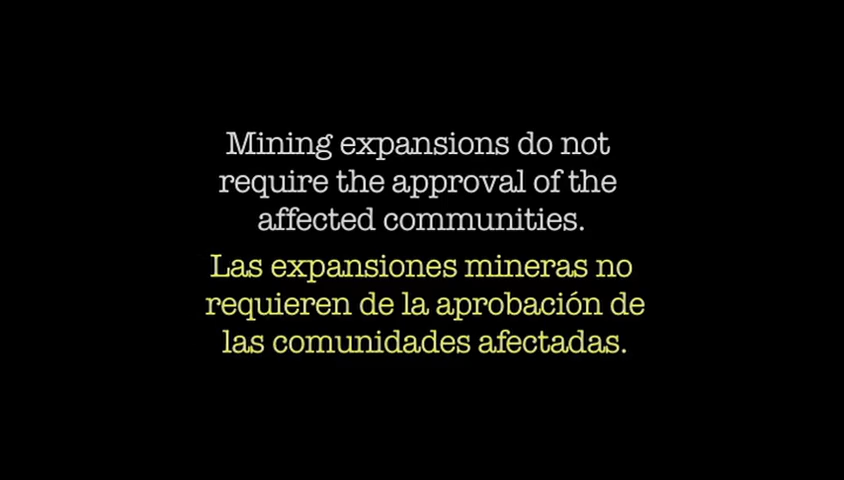 Mining expansions do not
require the approval of the
affected communities.
Las expansiones mineras no
requieren de la aprobación de
las comunidades afectadas.